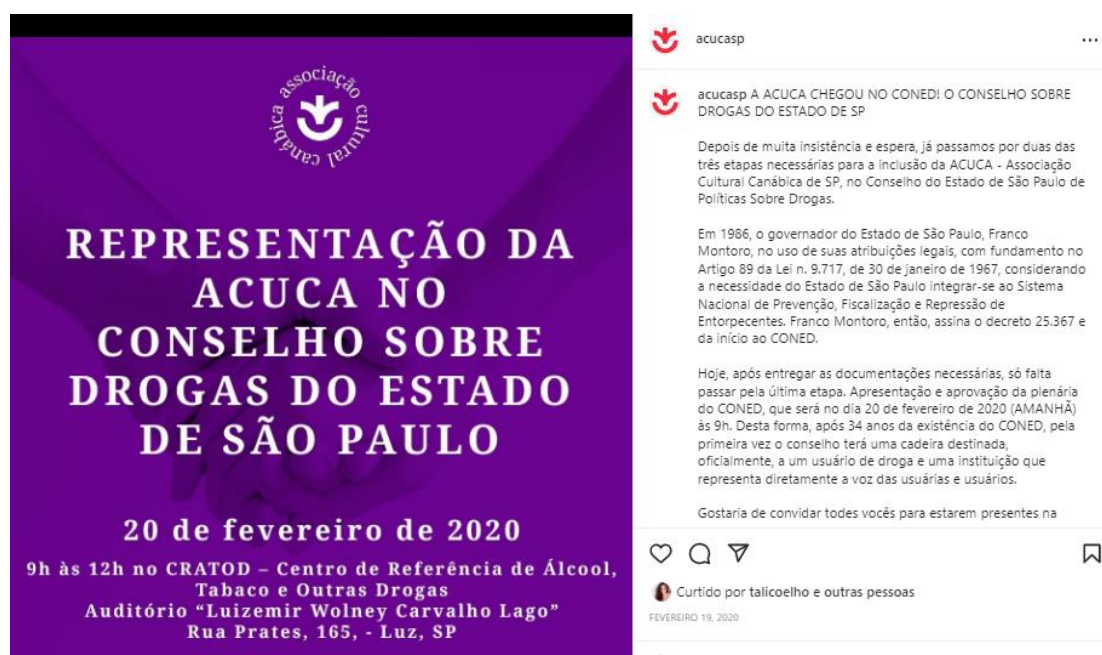 associação cultural canábica
REPRESENTAÇÃO DA
ACUCA NO
CONSELHO SOBRE
DROGAS DO ESTADO
DE SÃO PAULO
20 de fevereiro de 2020
9h às 12h no CRATOD – Centro de Referência de Álcool,
Tabaco e Outras Drogas
Auditório “Luizemir Wolney Carvalho Lago”
Rua Prates, 165, - Luz, SP
acucasp
acucasp A ACUCA CHEGOU NO CONED! O CONSELHO SOBRE
DROGAS DO ESTADO DE SP
Depois de muita insistência e espera, já passamos por duas das
três etapas necessárias para a inclusão da ACUCA - Associação
Cultural Canábica de SP, no Conselho do Estado de São Paulo de
Políticas Sobre Drogas.
Em 1986, o governador do Estado de São Paulo, Franco
Montoro, no uso de suas atribuições legais, com fundamento no
Artigo 89 da Lei n. 9.717, de 30 de janeiro de 1967, considerando
a necessidade do Estado de São Paulo integrar-se ao Sistema
Nacional de Prevenção, Fiscalização e Repressão de
Entorpecentes. Franco Montoro, então, assina o decreto 25.367 e
da início ao CONED.
Hoje, após entregar as documentações necessárias, só falta
passar pela última etapa. Apresentação e aprovação da plenária
do CONED, que será no dia 20 de fevereiro de 2020 (AMANHÃ)
às 9h. Desta forma, após 34 anos da existência do CONED, pela
primeira vez o conselho terá uma cadeira destinada,
oficialmente, a um usuário de droga e uma instituição que
representa diretamente a voz das usuárias e usuários.
Gostaria de convidar todes vocês para estarem presentes na
Curtido por talicoelho e outras pessoas
FEVEREIRO 19, 2020